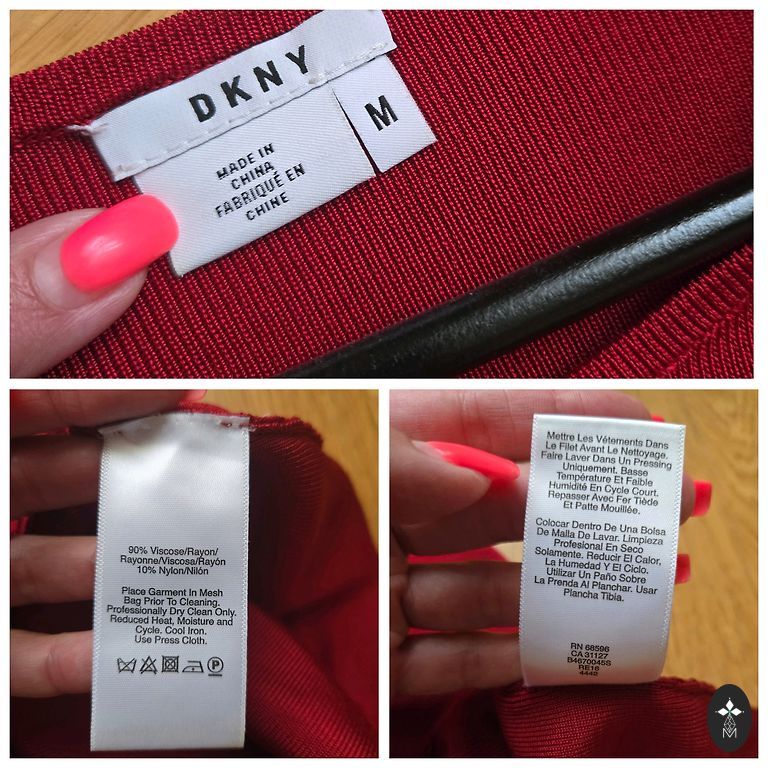 DKNY
M
MADE IN
CHINA
FABRIQUÉ EN
CHINE
90% Viscose/Rayon/
Rayonne/Viscosa/Rayón
10% Nylon/Nilón
Place Garment In Mesh
Bag Prior To Cleaning.
Professionally Dry Clean Only.
Reduced Heat, Moisture and
Cycle. Cool Iron.
Use Press Cloth.
P
Mettre Les Vêtements Dans
Le Filet Avant Le Nettoyage.
Faire Laver Dans Un Pressing
Uniquement. Basse
Température Et Faible
Humidité En Cycle Court.
Repasser Avec Fer Tiède
Et Patte Mouillée.
Colocar Dentro De Una Bolsa
De Malla De Lavar. Limpieza
Profesional En Seco
Solamente. Reducir El Calor,
La Humedad Y El Ciclo.
Utilizar Un Paño Sobre
La Prenda Al Planchar. Usar
Plancha Tibia.
RN 68596
CA 31127
B4670045S
RE16
4442
M